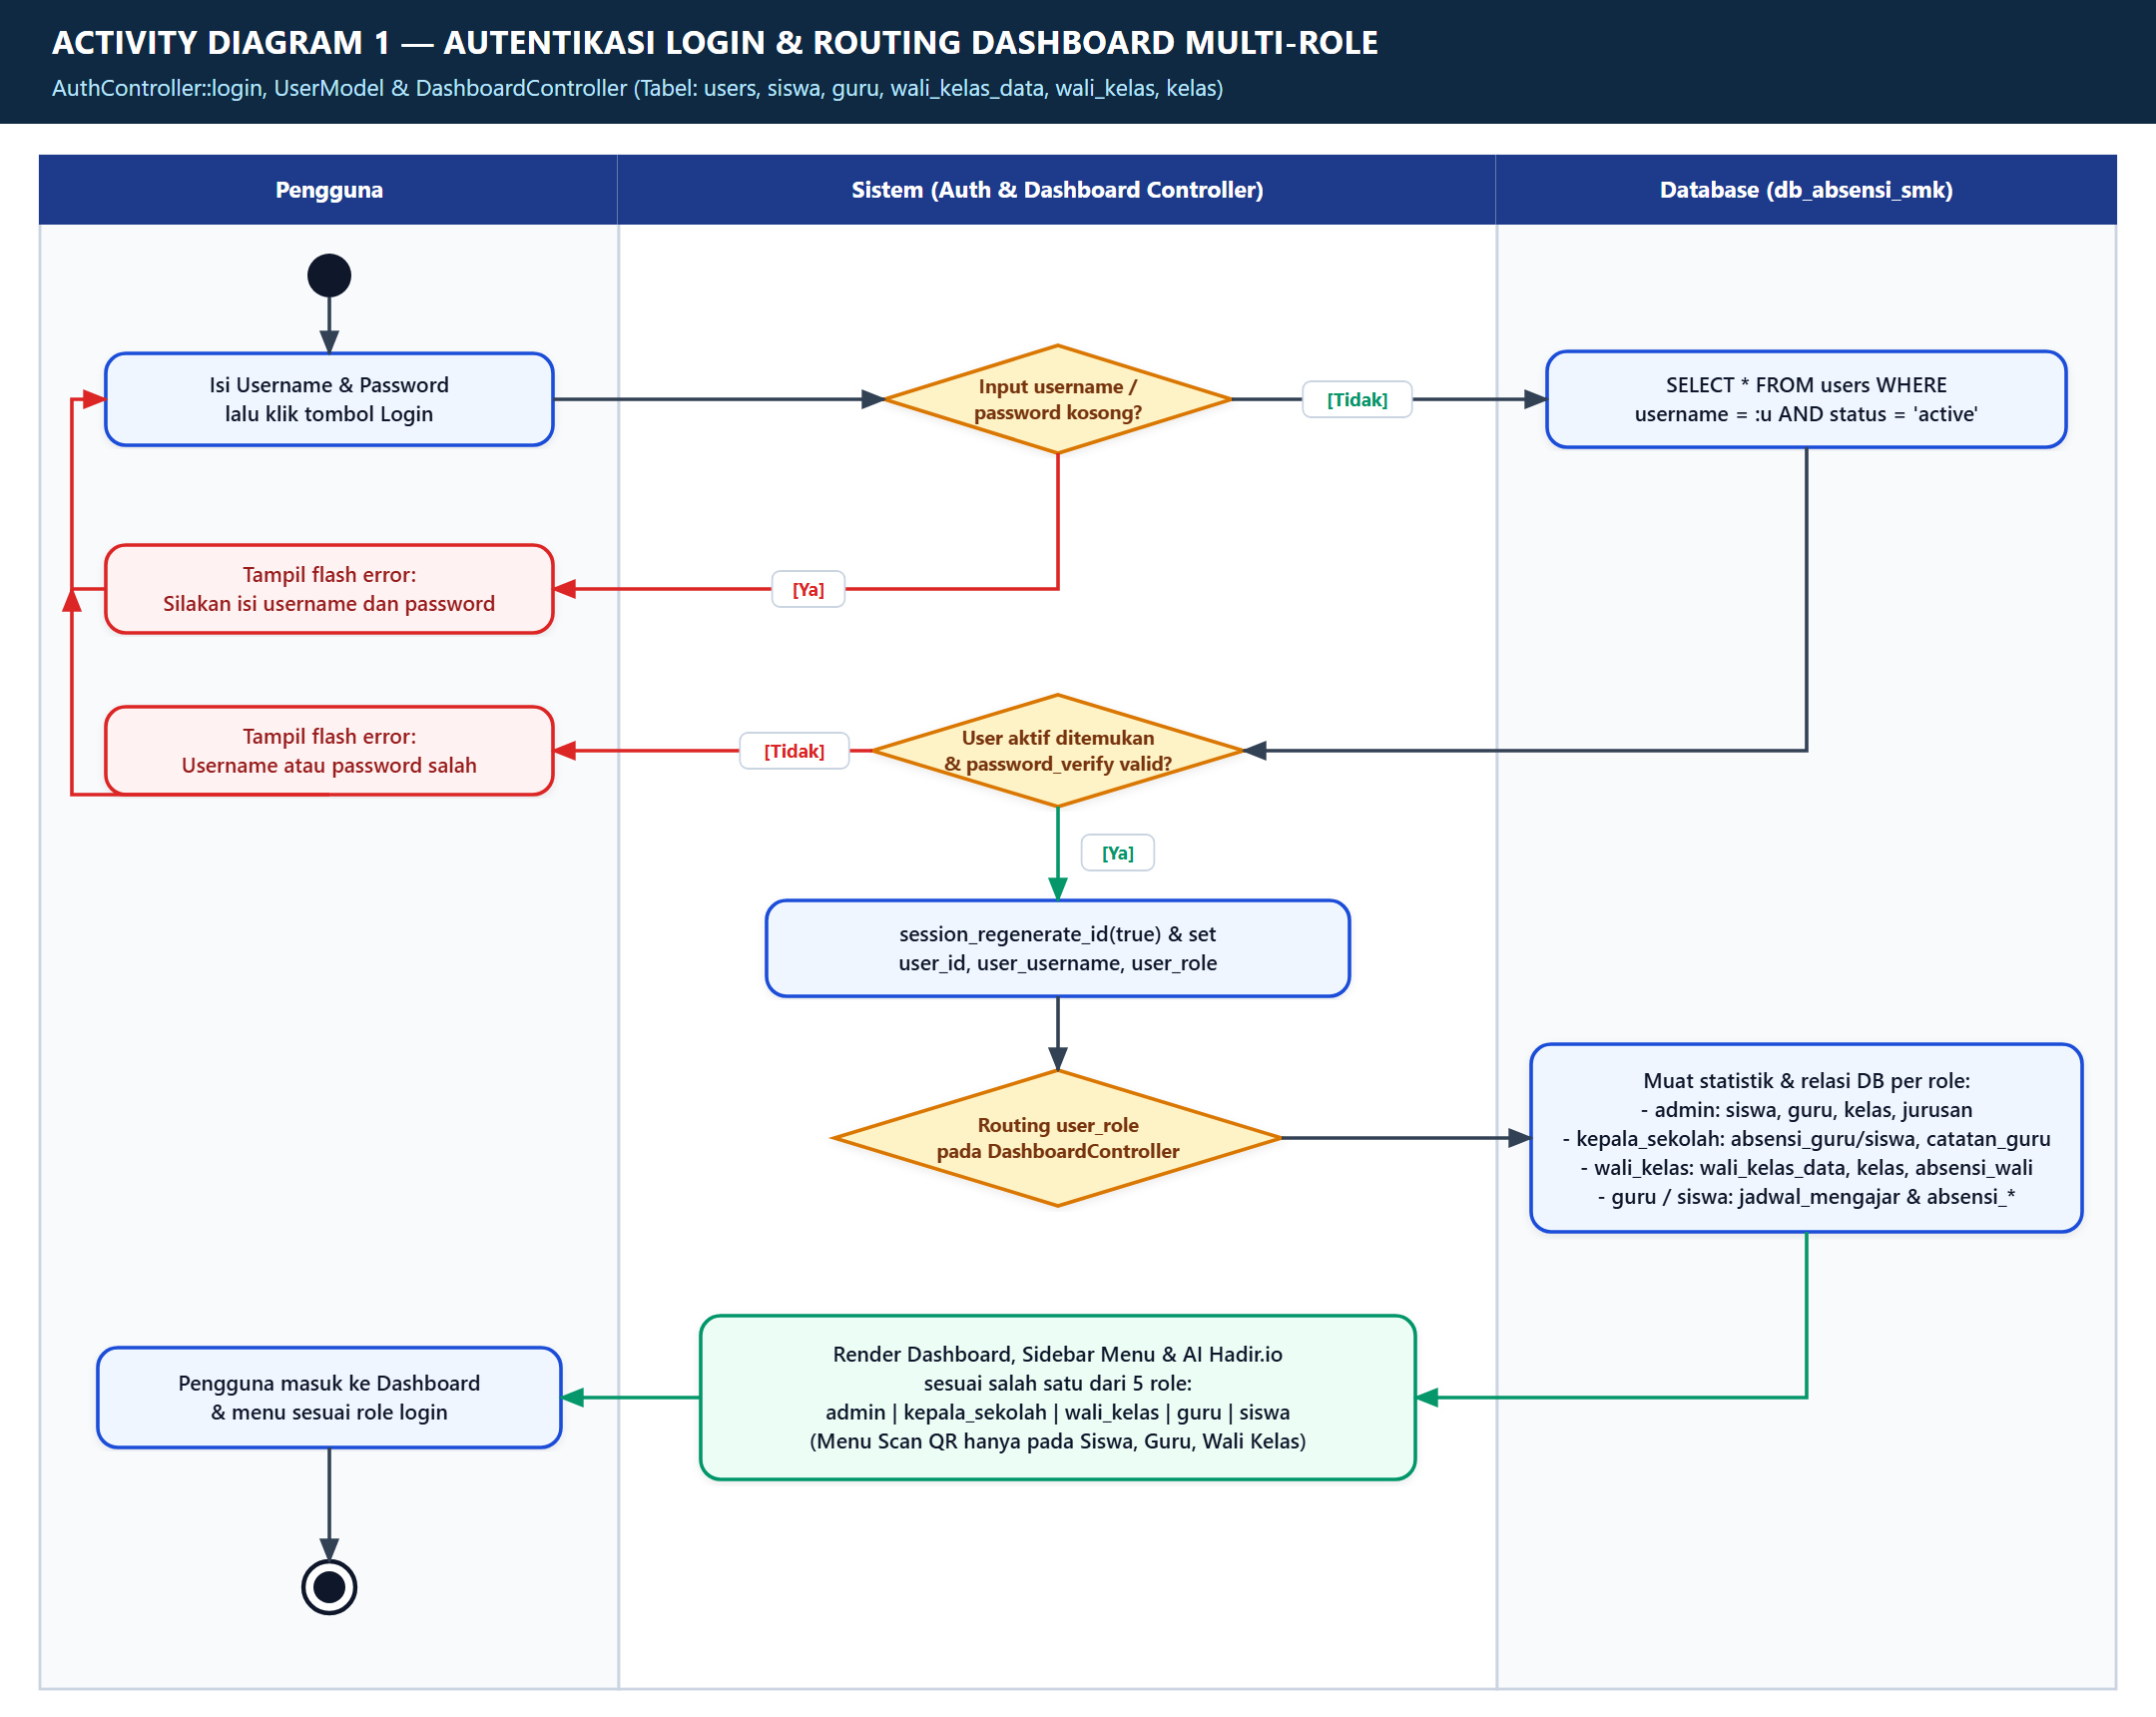 ACTIVITY DIAGRAM 1 — AUTENTIKASI LOGIN & ROUTING DASHBOARD MULTI-ROLE
AuthController::login, UserModel & DashboardController (Tabel: users, siswa, guru, wali_kelas_data, wali_kelas, kelas)
Pengguna
Sistem (Auth & Dashboard Controller)
Database (db_absensi_smk)
Isi Username & Password
lalu klik tombol Login
Input username /
password kosong?
[Tidak]
SELECT * FROM users WHERE
username = :u AND status = 'active'
Tampil flash error:
Silakan isi username dan password
[Ya]
Tampil flash error:
Username atau password salah
[Tidak]
User aktif ditemukan
& password_verify valid?
[Ya]
session_regenerate_id(true) & set
user_id, user_username, user_role
Routing user_role
pada DashboardController
Muat statistik & relasi DB per role:
- admin: siswa, guru, kelas, jurusan
- kepala_sekolah: absensi_guru/siswa, catatan_guru
- wali_kelas: wali_kelas_data, kelas, absensi_wali
- guru / siswa: jadwal_mengajar & absensi_*
Pengguna masuk ke Dashboard
& menu sesuai role login
Render Dashboard, Sidebar Menu & AI Hadir.io
sesuai salah satu dari 5 role:
admin | kepala_sekolah | wali_kelas | guru | siswa
(Menu Scan QR hanya pada Siswa, Guru, Wali Kelas)